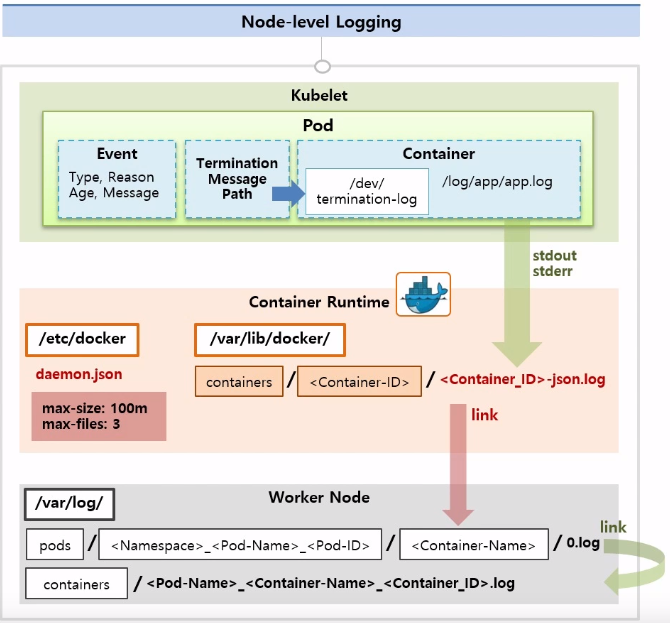 Node-level Logging
Kubelet
Pod
Event
Type, Reason
Age, Message
Termination
Message
Path
Container
/dev/
termination-log
/log/app/app.log
stdout
stderr
Container Runtime
/etc/docker
daemon.json
max-size: 100m
max-files: 3
/var/lib/docker/
containers / <Container-ID> / <Container_ID>-json.log
link
Worker Node
/var/log/
pods / <Namespace>_<Pod-Name>_<Pod-ID> / <Container-Name> / 0.log
link
containers / <Pod-Name>_<Container-Name>_<Container_ID>.log